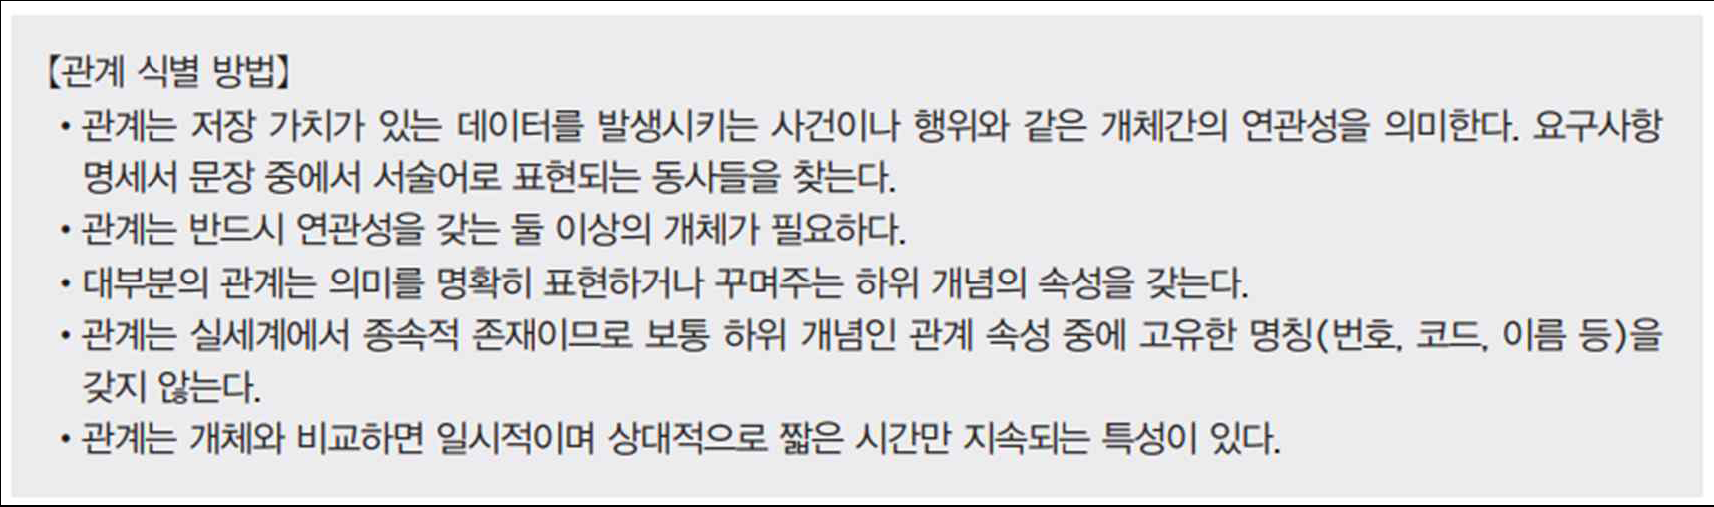 【관계 식별 방법】
• 관계는 저장 가치가 있는 데이터를 발생시키는 사건이나 행위와 같은 개체간의 연관성을 의미한다. 요구사항
명세서 문장 중에서 서술어로 표현되는 동사들을 찾는다.
• 관계는 반드시 연관성을 갖는 둘 이상의 개체가 필요하다.
• 대부분의 관계는 의미를 명확히 표현하거나 꾸며주는 하위 개념의 속성을 갖는다.
• 관계는 실세계에서 종속적 존재이므로 보통 하위 개념인 관계 속성 중에 고유한 명칭(번호, 코드, 이름 등)을
갖지 않는다.
• 관계는 개체와 비교하면 일시적이며 상대적으로 짧은 시간만 지속되는 특성이 있다.